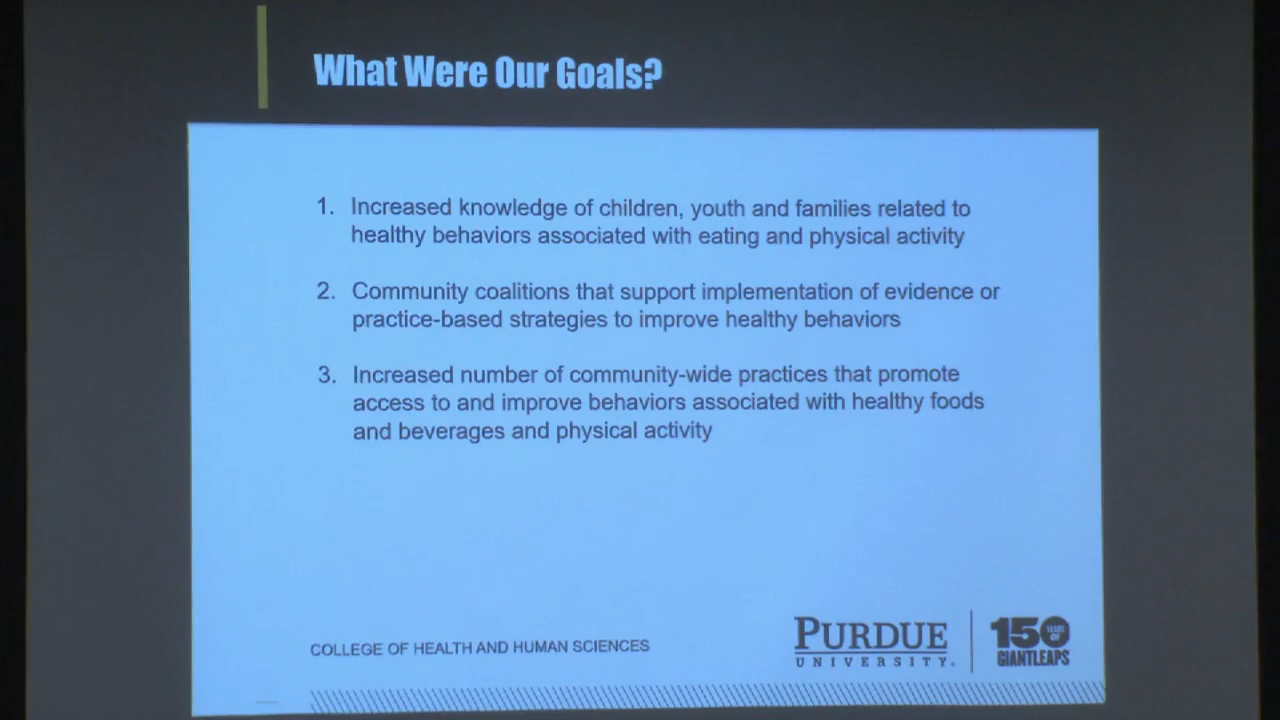 What Were Our Goals?
1. Increased knowledge of children, youth and families related to
healthy behaviors associated with eating and physical activity
2. Community coalitions that support implementation of evidence or
practice-based strategies to improve healthy behaviors
3. Increased number of community-wide practices that promote
access to and improve behaviors associated with healthy foods
and beverages and physical activity
COLLEGE OF HEALTH AND HUMAN SCIENCES
PURDUE
UNIVERSITY.
150 YEARS OF
GIANT LEAPS